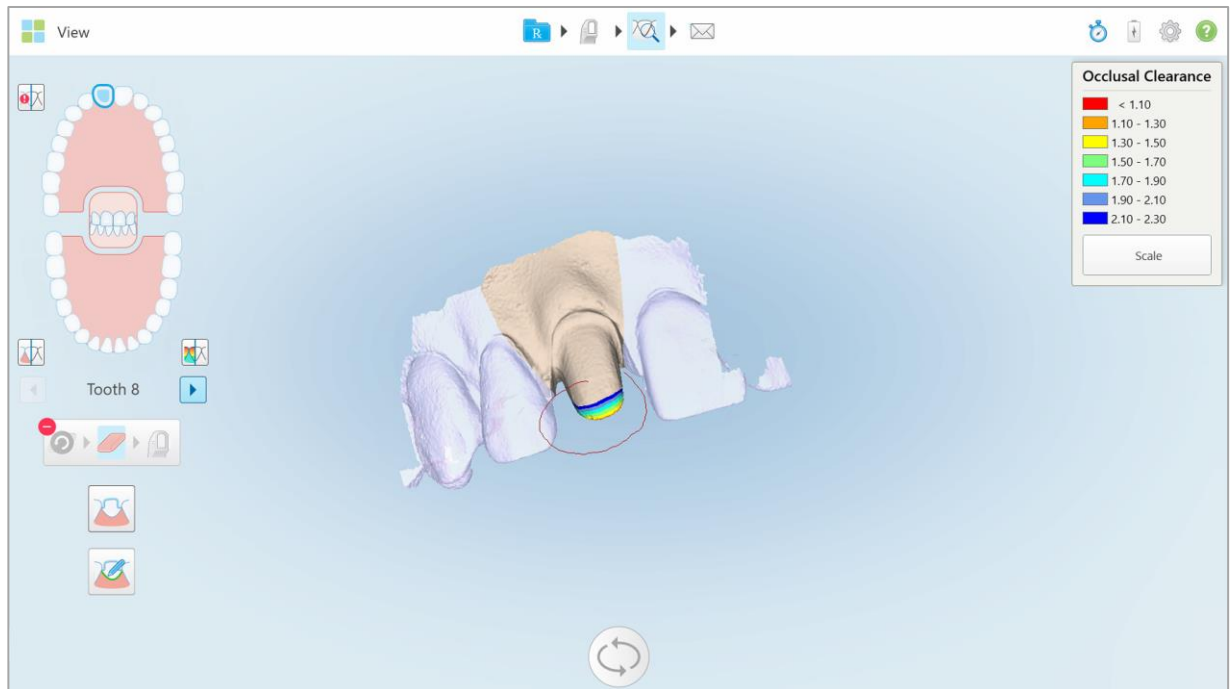 View
R
?
Occlusal Clearance
< 1.10
1.10 - 1.30
1.30 - 1.50
1.50 - 1.70
1.70 - 1.90
1.90 - 2.10
2.10 - 2.30
Scale
Tooth 8